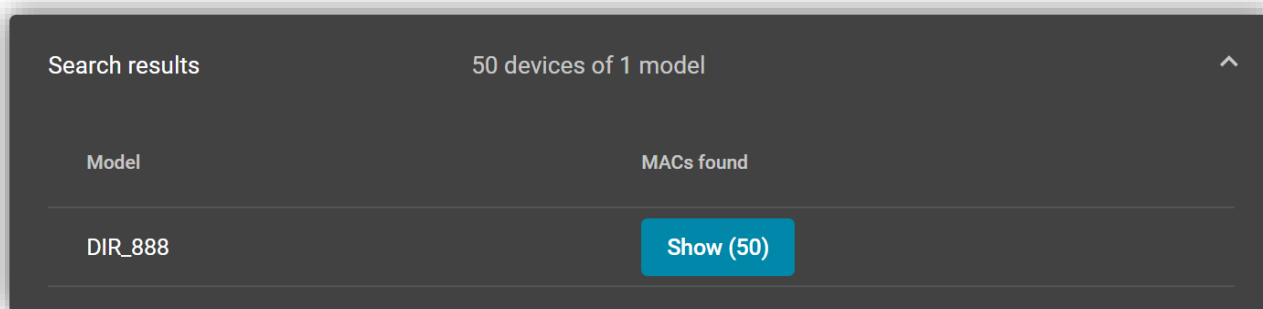 Search results 50 devices of 1 model
Model MACs found
DIR_888 Show (50)